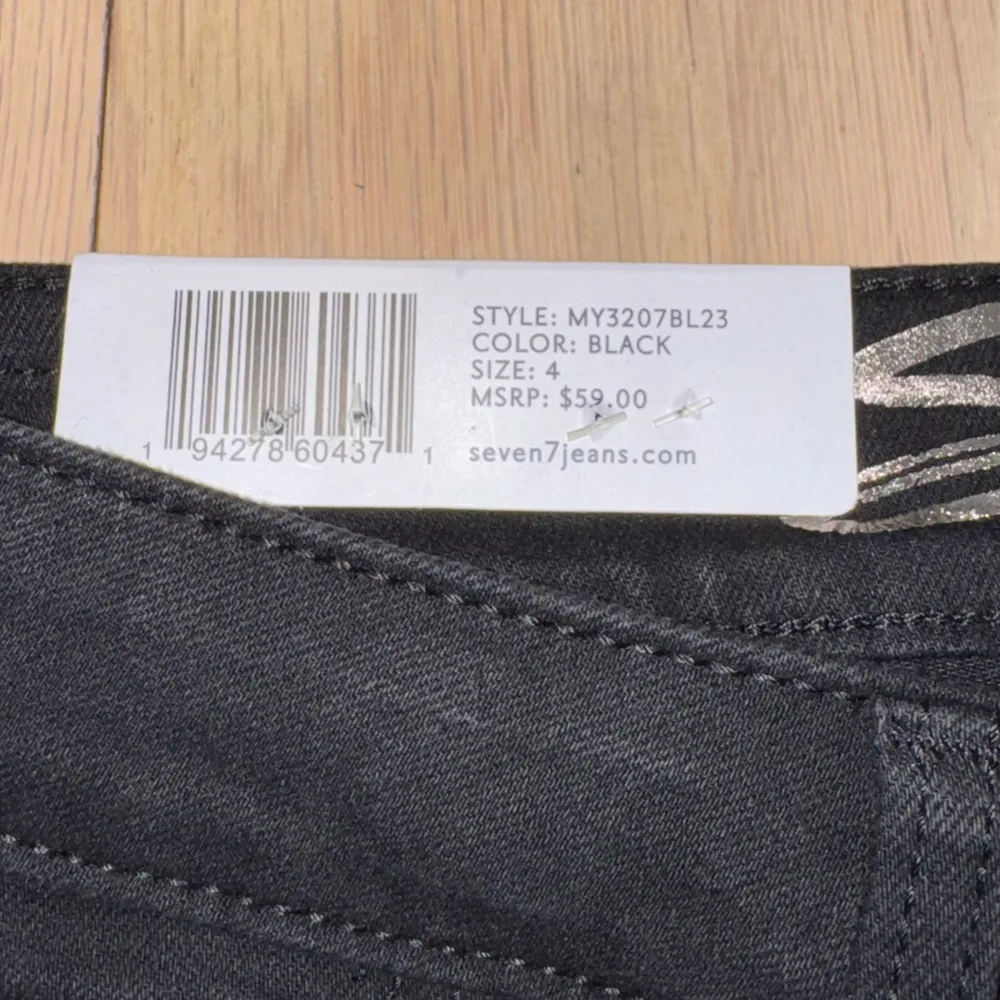 STYLE: MY3207BL23
COLOR: BLACK
SIZE: 4
MSRP: $59.00
seven7jeans.com
1 94278 60437 1